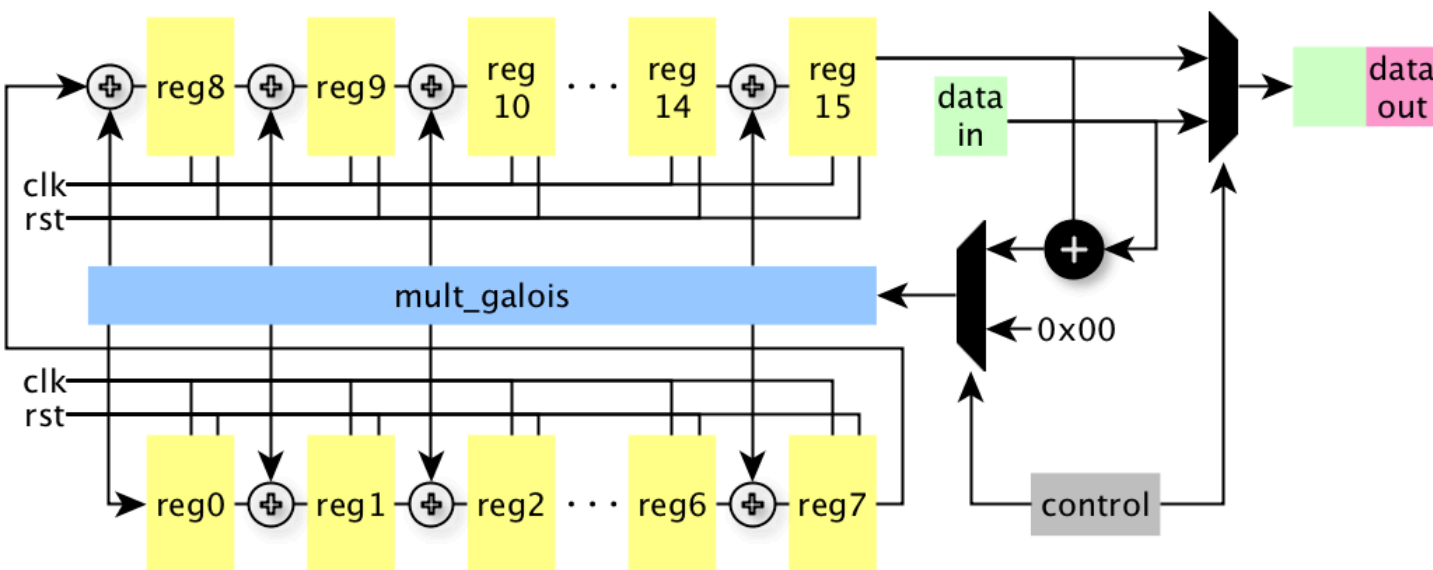 reg8
reg9
reg
10
· · ·
reg
14
reg
15
data
in
data
out
clk
rst
mult_galois
0x00
clk
rst
reg0
reg1
reg2
· · ·
reg6
reg7
control